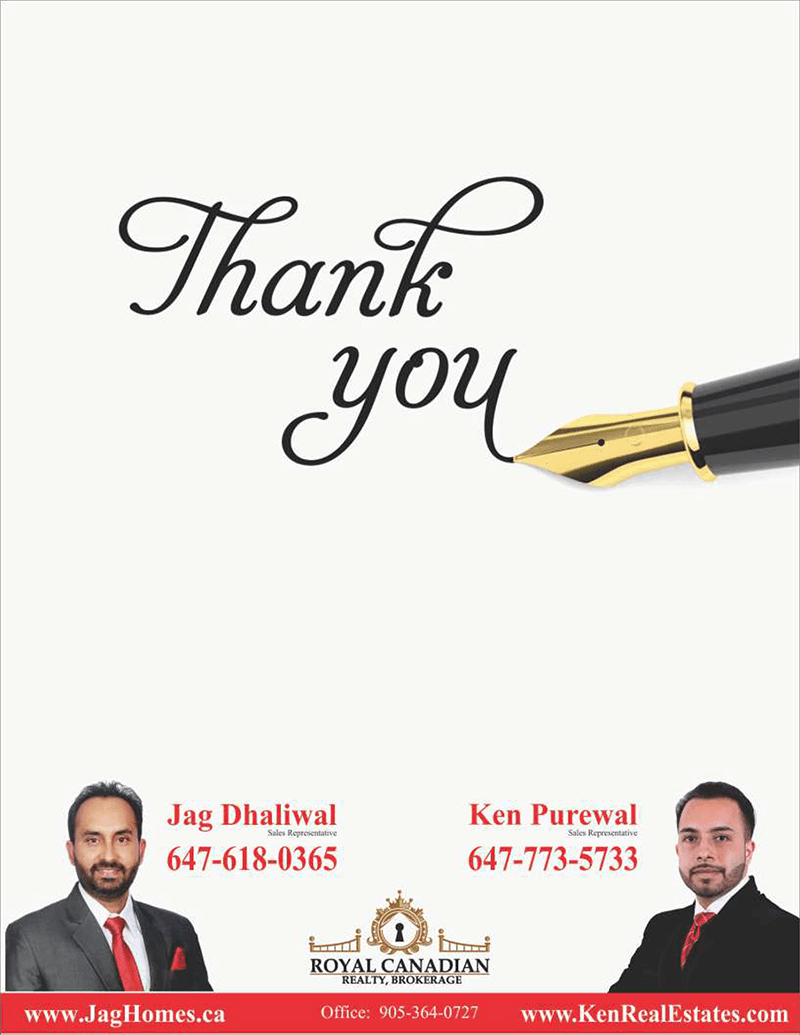 Thank
you
Jag Dhaliwal
Sales Representative
647-618-0365
Ken Purewal
Sales Representative
647-773-5733
ROYAL CANADIAN
REALTY, BROKERAGE
www.JagHomes.ca
Office: 905-364-0727
www.KenRealEstates.com